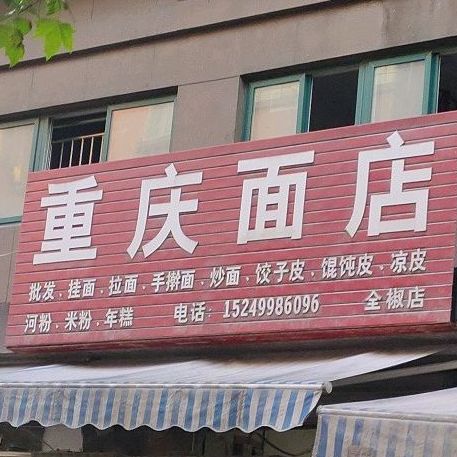 重庆面店
批发、挂面、拉面、手擀面、炒面、饺子皮、馄饨皮、凉皮
河粉、米粉、年糕 电话：15249986096 全椒店